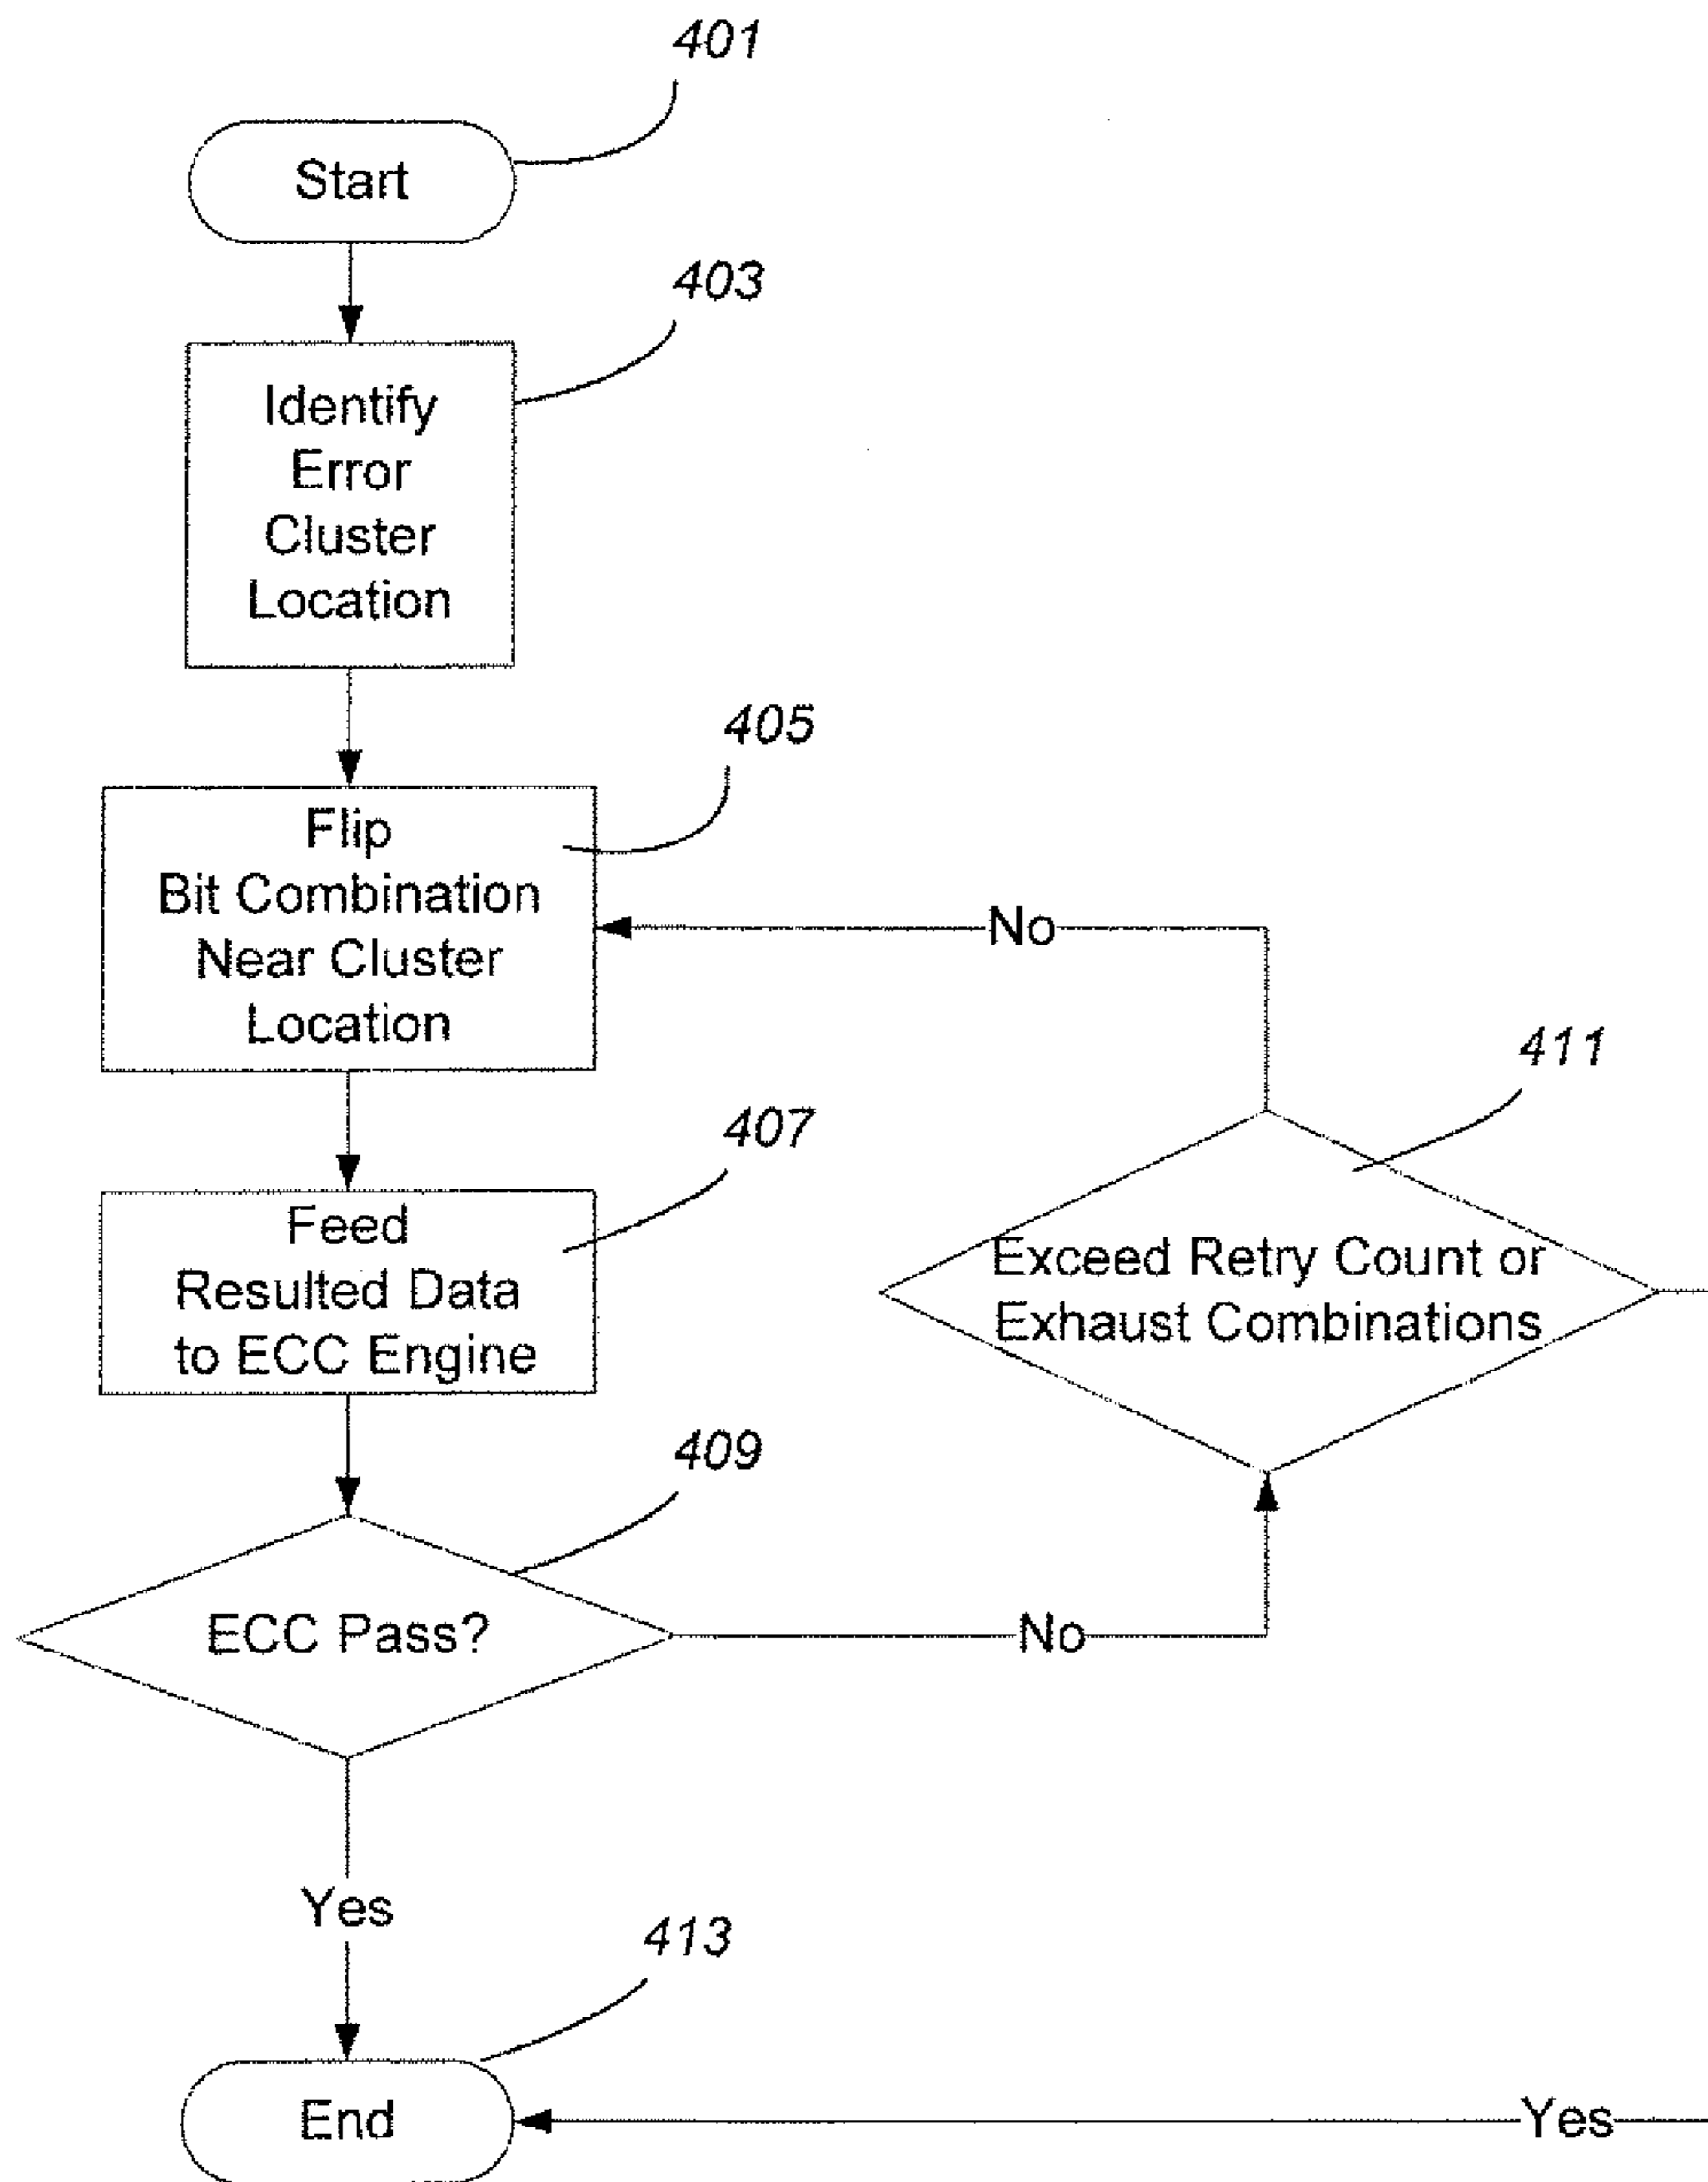 401
Start
403
Identify
Error
Cluster
Location
405
Flip
Bit Combination
Near Cluster
Location
No
411
407
Feed
Resulted Data
to ECC Engine
Exceed Retry Count or
Exhaust Combinations
409
ECC Pass?
No
Yes
413
End
Yes